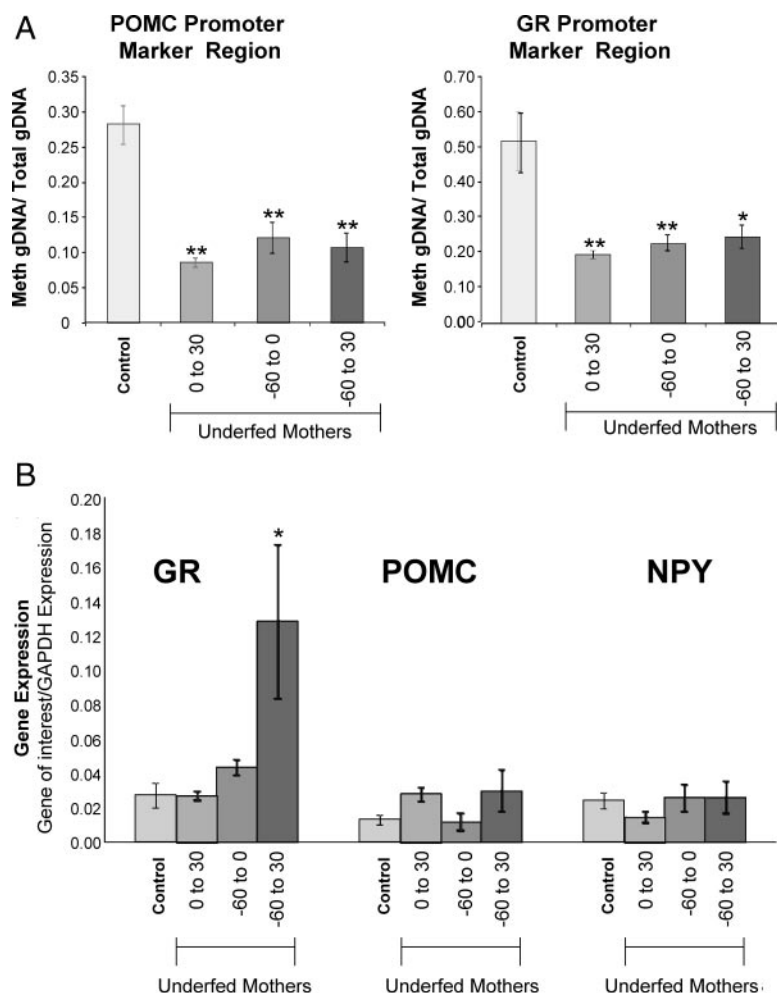 A
POMC Promoter
Marker Region
Meth gDNA/ Total gDNA
0.35
0.30
0.25
0.20
0.15
0.10
0.05
0
**
**
**
Control
0 to 30
-60 to 0
-60 to 30
Underfed Mothers
GR Promoter
Marker Region
Meth gDNA/ Total gDNA
0.70
0.60
0.50
0.40
0.30
0.20
0.10
0.00
**
**
*
Control
0 to 30
-60 to 0
-60 to 30
Underfed Mothers
B
Gene Expression
Gene of interest/GAPDH Expression
0.20
0.18
0.16
0.14
0.12
0.10
0.08
0.06
0.04
0.02
0.00
GR
*
POMC
NPY
Control
0 to 30
-60 to 0
-60 to 30
Underfed Mothers
Control
0 to 30
-60 to 0
-60 to 30
Underfed Mothers
Control
0 to 30
-60 to 0
-60 to 30
Underfed Mothers